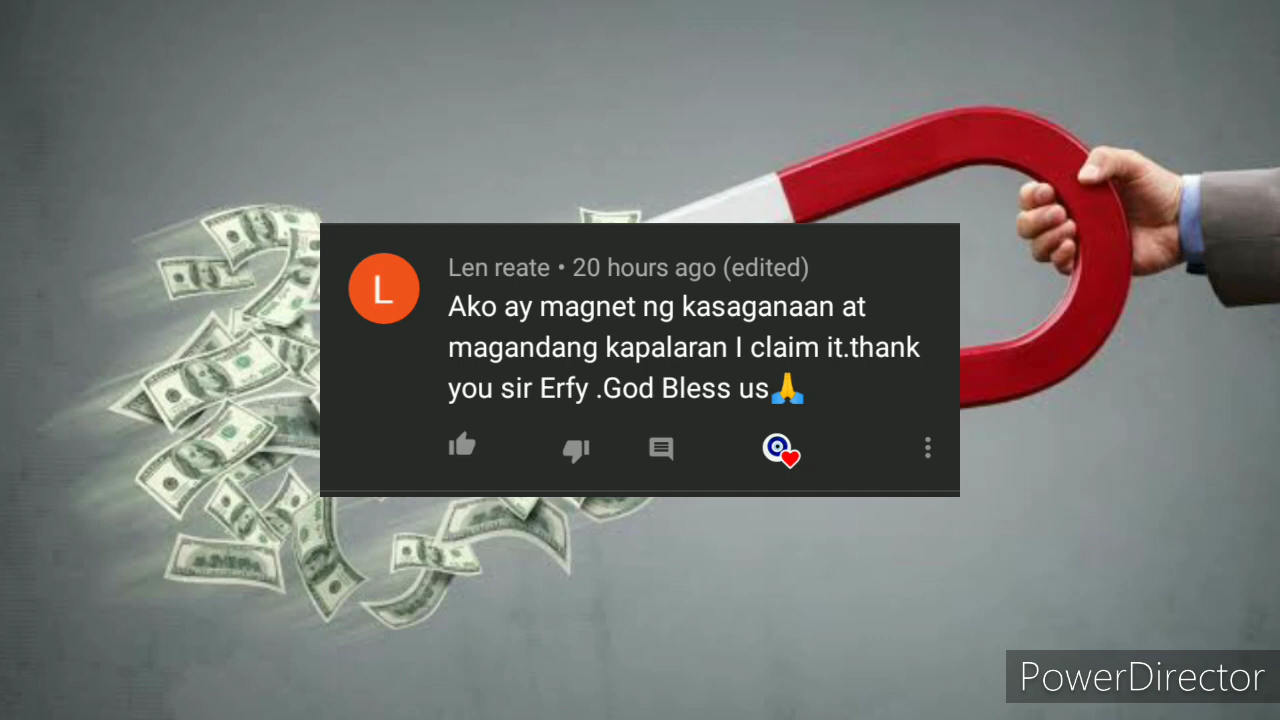 L
Len reate • 20 hours ago (edited)
Ako ay magnet ng kasaganaan at
magandang kapalaran I claim it.thank
you sir Erfy .God Bless us🙏
PowerDirector